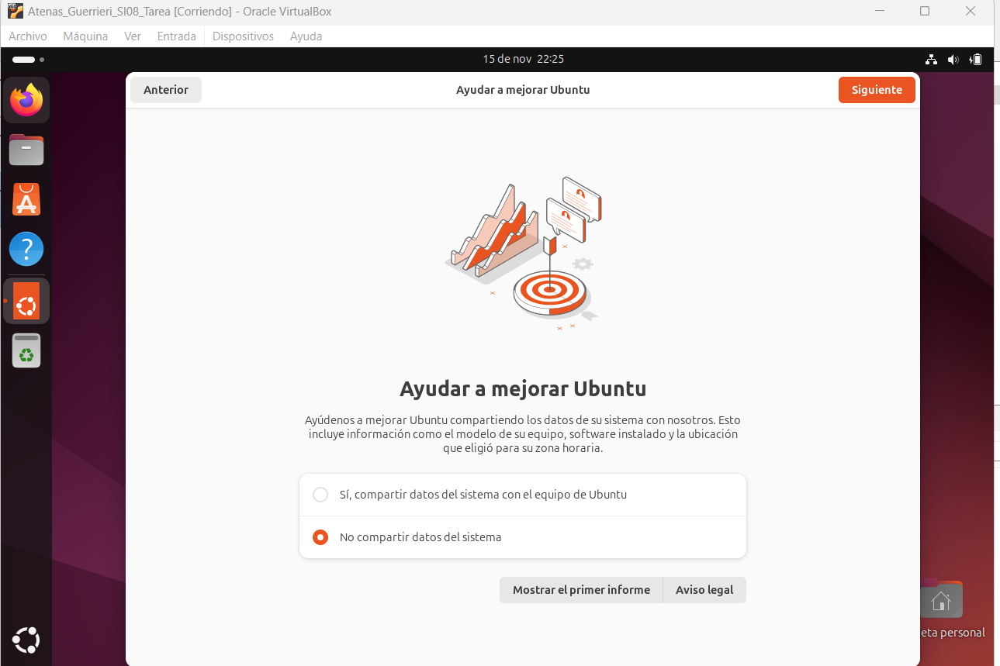 Atenas_Guerrieri_SI08_Tarea [Corriendo] - Oracle VirtualBox
Archivo Máquina Ver Entrada Dispositivos Ayuda
15 de nov 22:25
Anterior
Ayudar a mejorar Ubuntu
Siguiente
Ayudar a mejorar Ubuntu
Ayúdenos a mejorar Ubuntu compartiendo los datos de su sistema con nosotros. Esto
incluye información como el modelo de su equipo, software instalado y la ubicación
que eligió para su zona horaria.
Sí, compartir datos del sistema con el equipo de Ubuntu
No compartir datos del sistema
Mostrar el primer informe
Aviso legal
eta personal